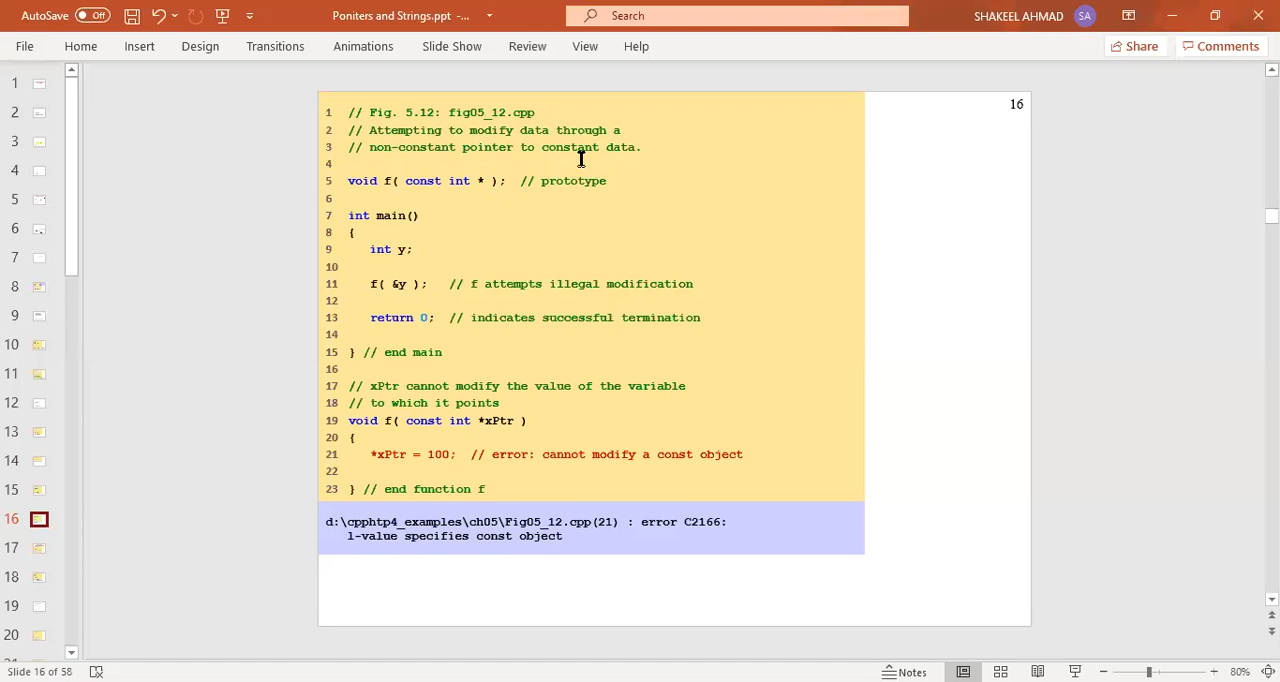 AutoSave Off Poniters and Strings.ppt -... Search SHAKEEL AHMAD SA
File Home Insert Design Transitions Animations Slide Show Review View Help Share Comments
1
2
3
4
5
6
7
8
9
10
11
12
13
14
15
16
17
18
19
20
16
1 // Fig. 5.12: fig05_12.cpp
2 // Attempting to modify data through a
3 // non-constant pointer to constant data.
4
5 void f( const int * ); // prototype
6
7 int main()
8 {
9 int y;
10
11 f( &y ); // f attempts illegal modification
12
13 return 0; // indicates successful termination
14
15 } // end main
16
17 // xPtr cannot modify the value of the variable
18 // to which it points
19 void f( const int *xPtr )
20 {
21 *xPtr = 100; // error: cannot modify a const object
22
23 } // end function f
d:\cpphtp4_examples\ch05\Fig05_12.cpp(21) : error C2166:
l-value specifies const object
Slide 16 of 58 Notes 80%